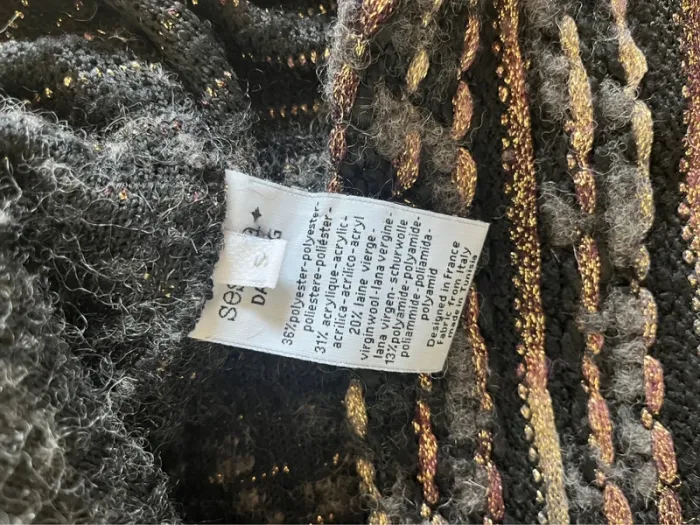 S
36%polyester-polyester-
poliestere-poliéster-
31% acrylique-acrylic-
acrilica-acrilico-acryl
20% laine vierge-
virginwool-lana vergine-
lana virgen- schurwolle
13%polyamide-polyamide-
poliammide-poliamida-
polyamid
Designed in France
Fabric from Italy
made in Tunisia